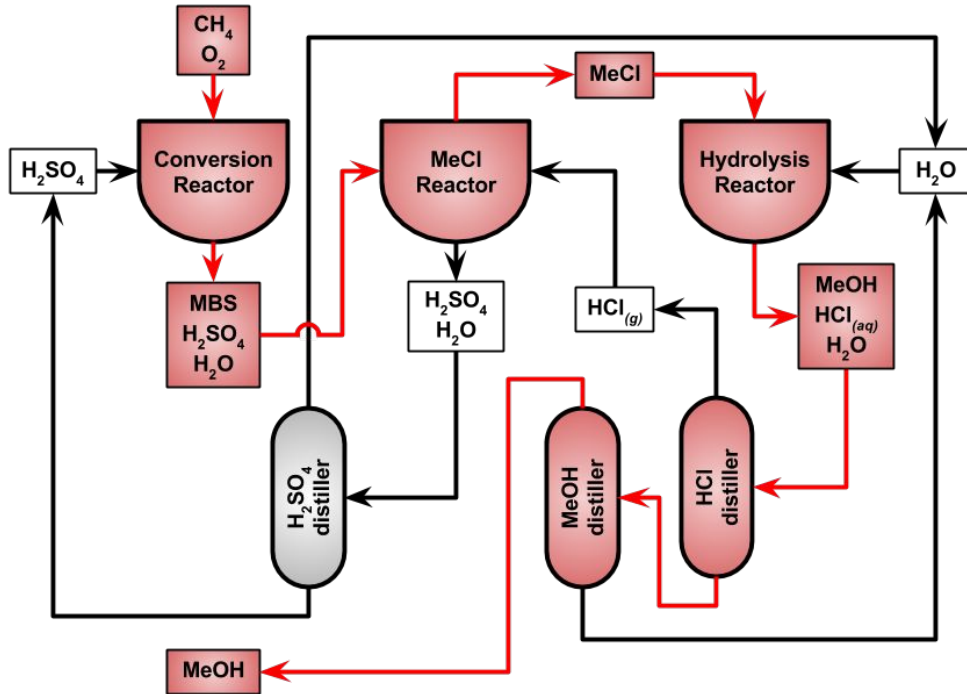 CH₄
O₂
MeCl
H₂SO₄
Conversion
Reactor
MeCl
Reactor
Hydrolysis
Reactor
H₂O
MBS
H₂SO₄
H₂O
H₂SO₄
H₂O
HCl(g)
MeOH
HCl(aq)
H₂O
H₂SO₄
distiller
MeOH
distiller
HCl
distiller
MeOH